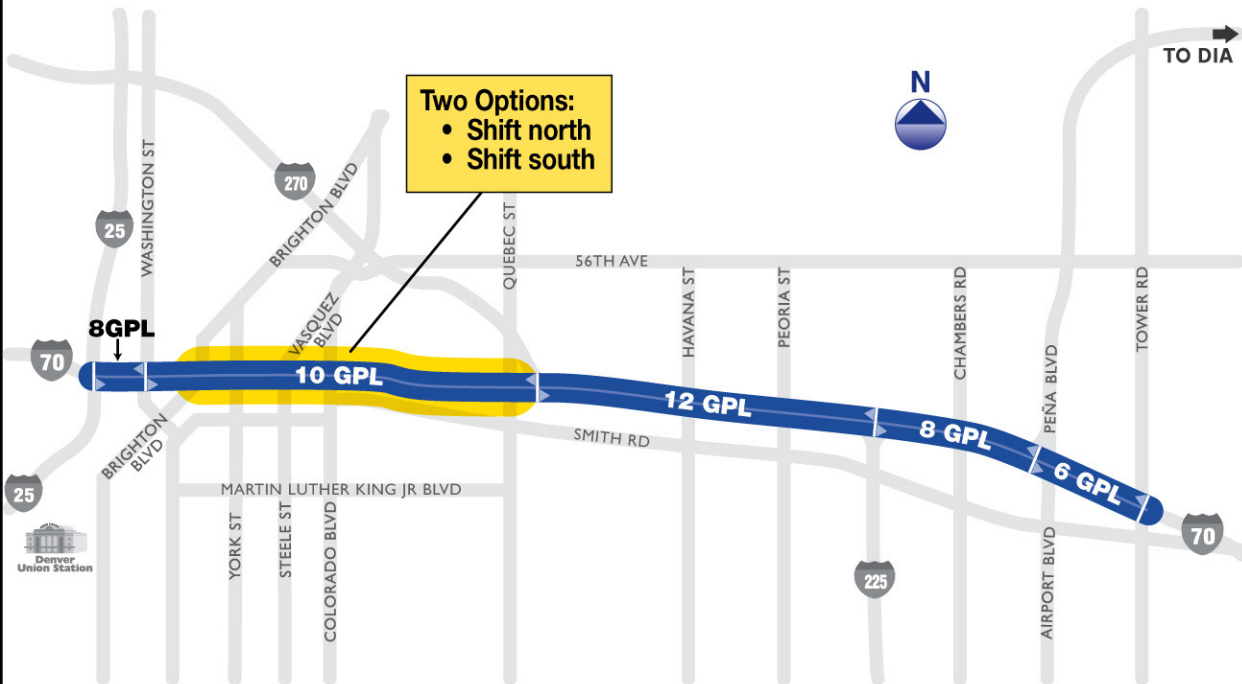 TO DIA
N
Two Options:
• Shift north
• Shift south
270
25
WASHINGTON ST
BRIGHTON BLVD
QUEBEC ST
56TH AVE
HAVANA ST
PEORIA ST
CHAMBERS RD
PEÑA BLVD
TOWER RD
VASQUEZ
BLVD
8GPL
70
10 GPL
12 GPL
8 GPL
6 GPL
BRIGHTON
BLVD
SMITH RD
25
MARTIN LUTHER KING JR BLVD
70
Denver
Union Station
YORK ST
STEELE ST
COLORADO BLVD
225
AIRPORT BLVD